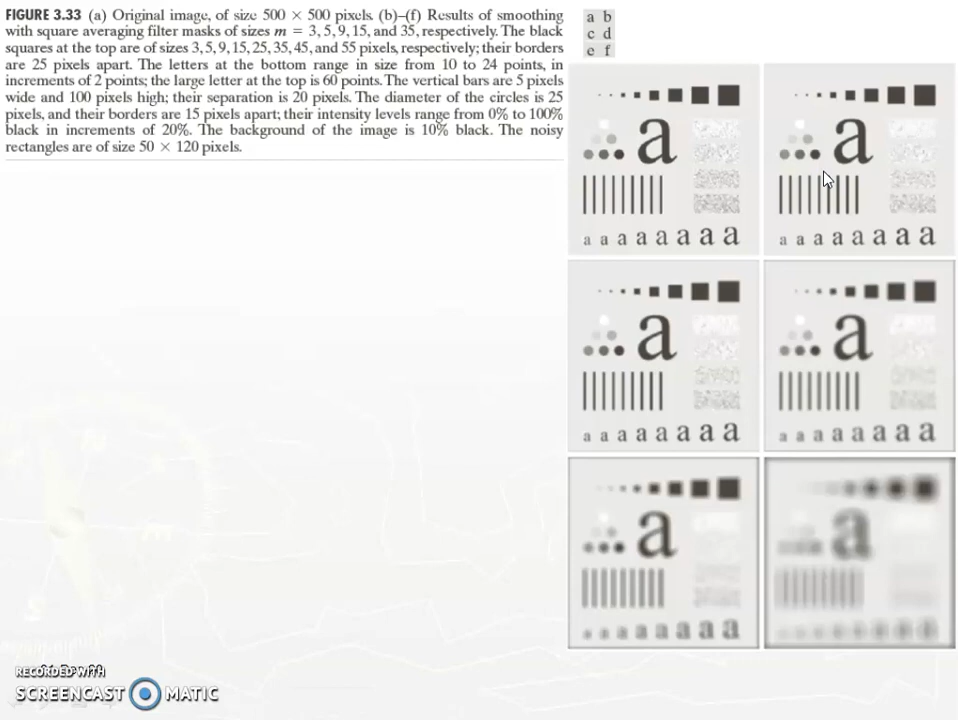 FIGURE 3.33 (a) Original image, of size 500 × 500 pixels. (b)–(f) Results of smoothing
with square averaging filter masks of sizes m = 3, 5, 9, 15, and 35, respectively. The black
squares at the top are of sizes 3, 5, 9, 15, 25, 35, 45, and 55 pixels, respectively; their borders
are 25 pixels apart. The letters at the bottom range in size from 10 to 24 points, in
increments of 2 points; the large letter at the top is 60 points. The vertical bars are 5 pixels
wide and 100 pixels high; their separation is 20 pixels. The diameter of the circles is 25
pixels, and their borders are 15 pixels apart; their intensity levels range from 0% to 100%
black in increments of 20%. The background of the image is 10% black. The noisy
rectangles are of size 50 × 120 pixels.
a b
c d
e f
a
a a a a a a a a
a
a a a a a a a a
a
a a a a a a a a
a
a a a a a a a a
a
a a a a a a a a
a
RECORDED WITH
SCREENCAST MATIC